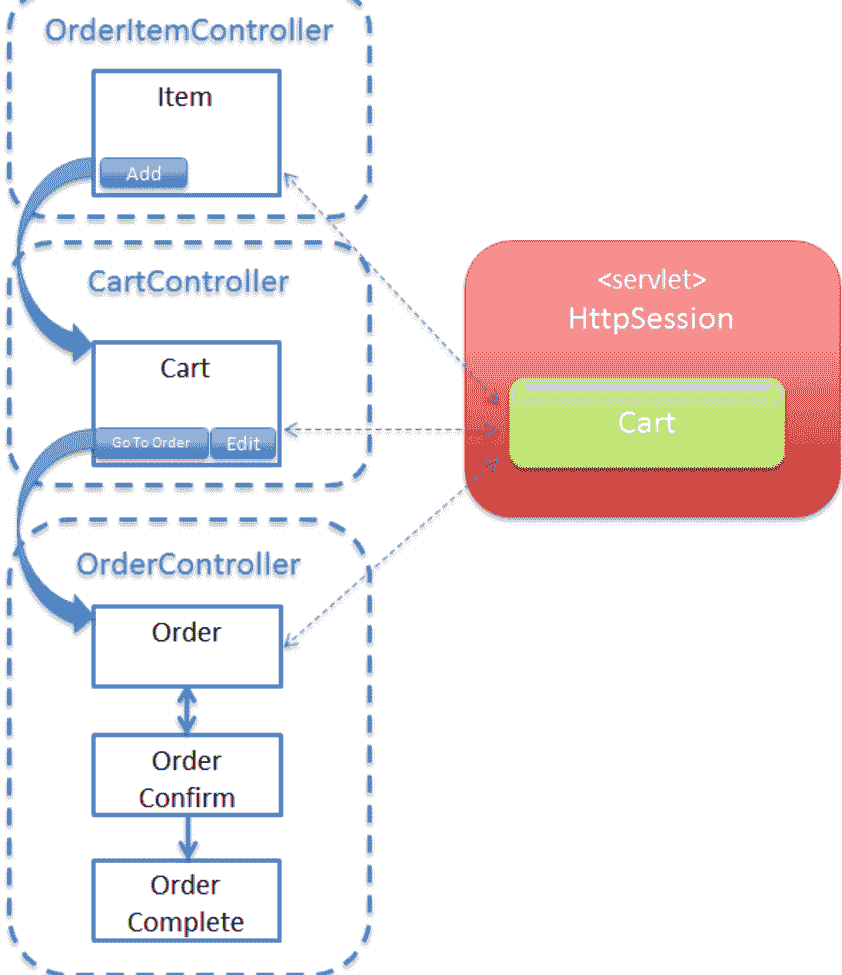 OrderItemController
Item
Add
CartController
Cart
Go To Order
Edit
OrderController
Order
Order
Confirm
Order
Complete
<servlet>
HttpSession
Cart